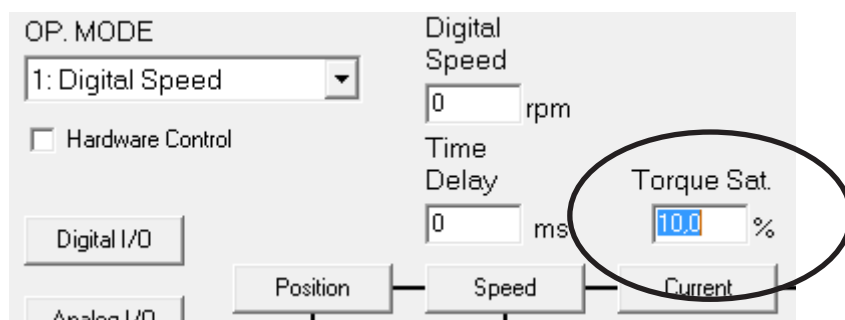 OP. MODE
1: Digital Speed
Hardware Control
Digital
Speed
0 rpm
Time
Delay
0 ms
Torque Sat.
10,0 %
Digital I/O
Position
Speed
Current
Analog I/O